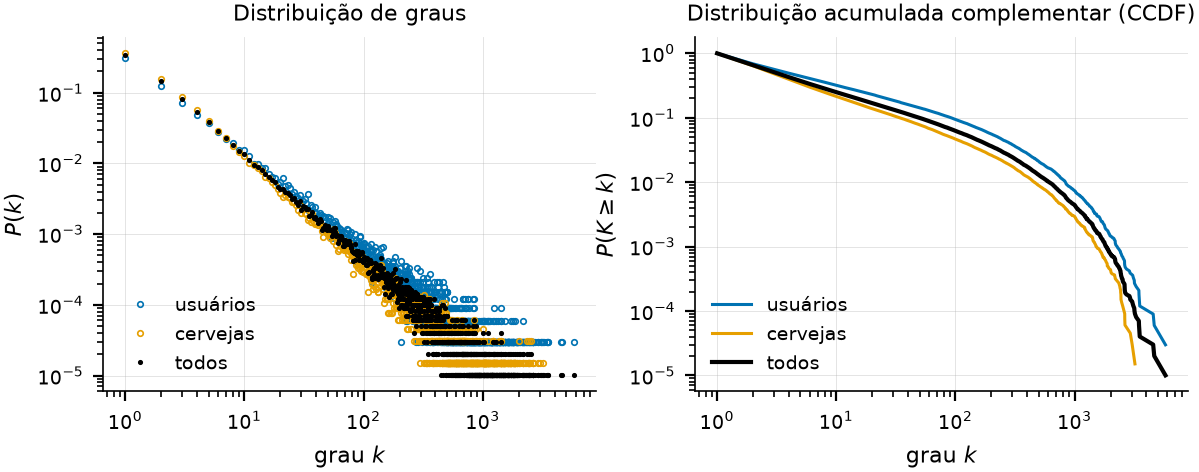 Distribuição de graus
P(k)
10⁻¹
10⁻²
10⁻³
10⁻⁴
10⁻⁵
usuários
cervejas
todos
10⁰
10¹
10²
10³
grau k
Distribuição acumulada complementar (CCDF)
P(K ≥ k)
10⁰
10⁻¹
10⁻²
10⁻³
10⁻⁴
10⁻⁵
usuários
cervejas
todos
10⁰
10¹
10²
10³
grau k